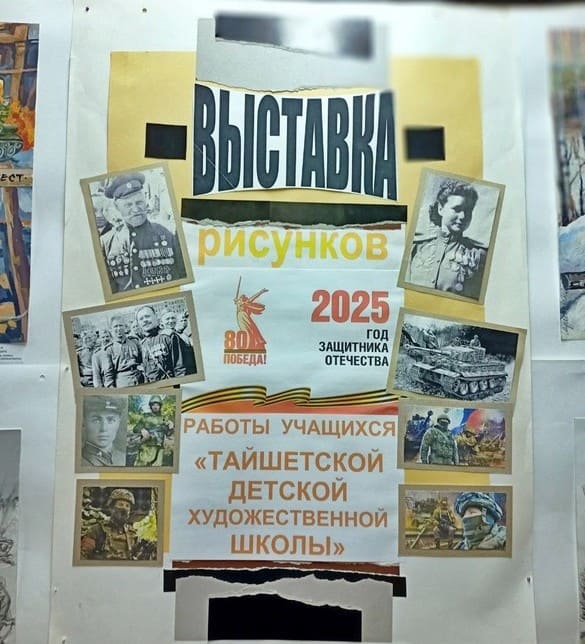 ВЫСТАВКА
рисунков
80
ПОБЕДА!
2025
ГОД
ЗАЩИТНИКА
ОТЕЧЕСТВА
РАБОТЫ УЧАЩИХСЯ
«ТАЙШЕТСКОЙ
ДЕТСКОЙ
ХУДОЖЕСТВЕННОЙ
ШКОЛЫ»